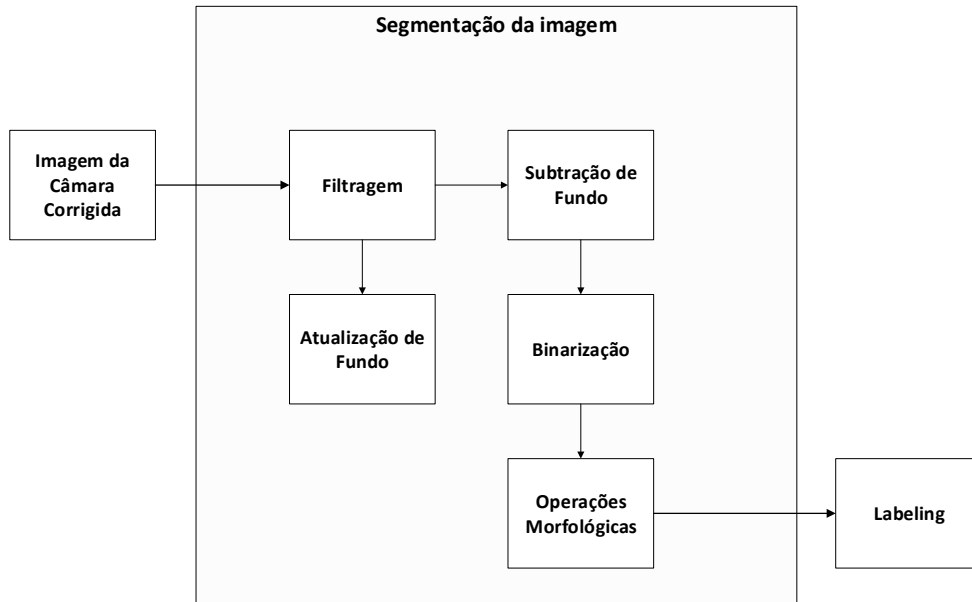 Segmentação da imagem
Imagem da
Câmara
Corrigida
Filtragem
Subtração de
Fundo
Atualização de
Fundo
Binarização
Operações
Morfológicas
Labeling